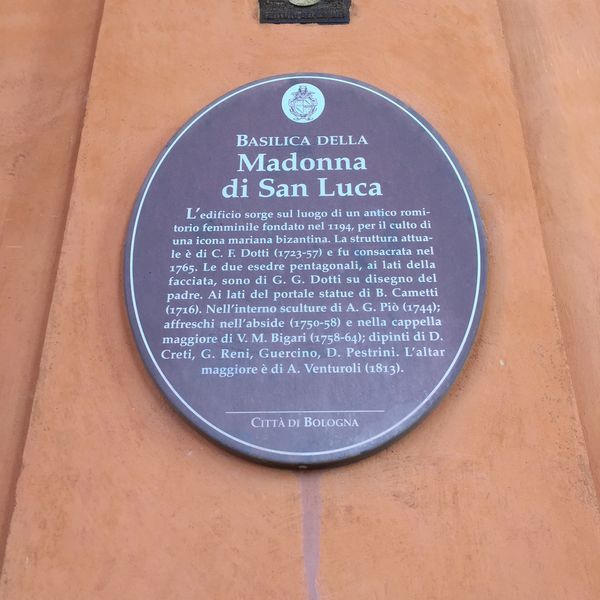 BASILICA DELLA
Madonna
di San Luca
L'edificio sorge sul luogo di un antico romi-
torio femminile fondato nel 1194, per il culto di
una icona mariana bizantina. La struttura attua-
le è di C. F. Dotti (1723-57) e fu consacrata nel
1765. Le due esedre pentagonali, ai lati della
facciata, sono di G. G. Dotti su disegno del
padre. Ai lati del portale statue di B. Cametti
(1716). Nell'interno sculture di A. G. Piò (1744);
affreschi nell'abside (1750-58) e nella cappella
maggiore di V. M. Bigari (1758-64); dipinti di D.
Creti, G. Reni, Guercino, D. Pestrini. L'altar
maggiore è di A. Venturoli (1813).
CITTÀ DI BOLOGNA